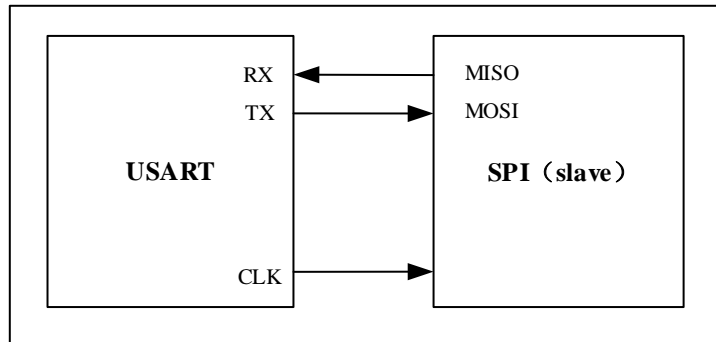 RX
MISO
TX
MOSI
USART
SPI（slave）
CLK